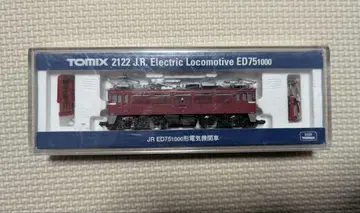 TOMIX 2122 J.R. Electric Locomotive ED751000
JR ED751000形電気機関車